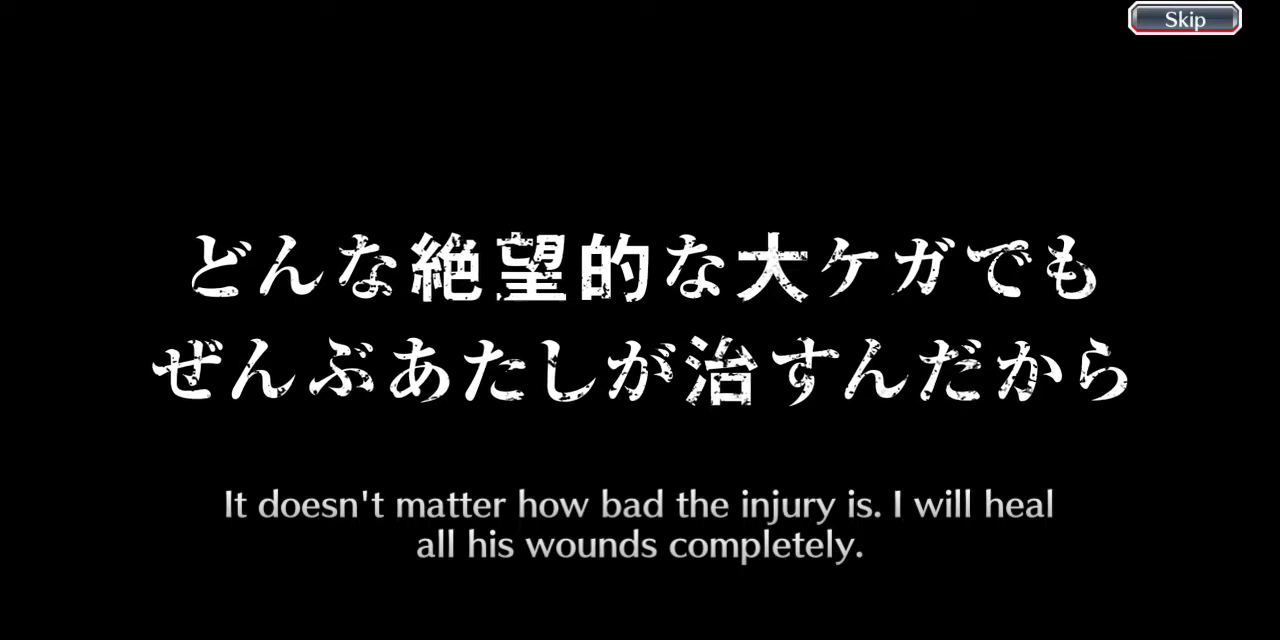 Skip
どんな絶望的な大ケガでも
ぜんぶあたしが治すんだから
It doesn't matter how bad the injury is. I will heal
all his wounds completely.